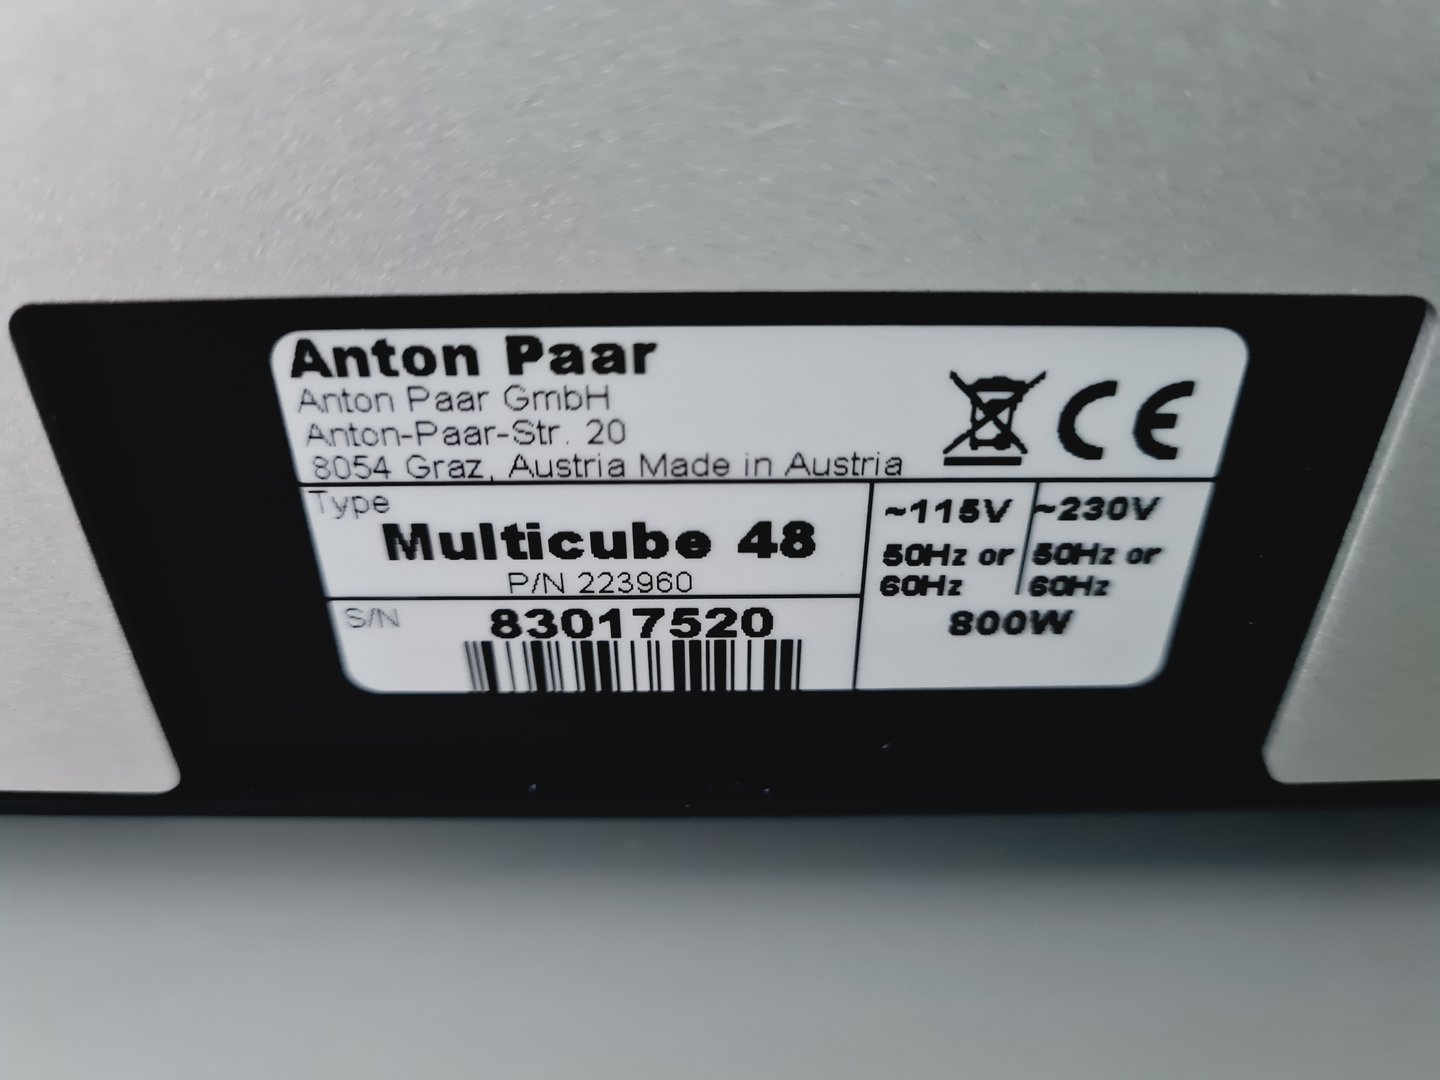 Anton Paar
Anton Paar GmbH
Anton-Paar-Str. 20
8054 Graz, Austria Made in Austria
CE
Type
Multicube 48
P/N 223960
S/N
83017520
~115V
50Hz or
60Hz
~230V
50Hz or
60Hz
800W